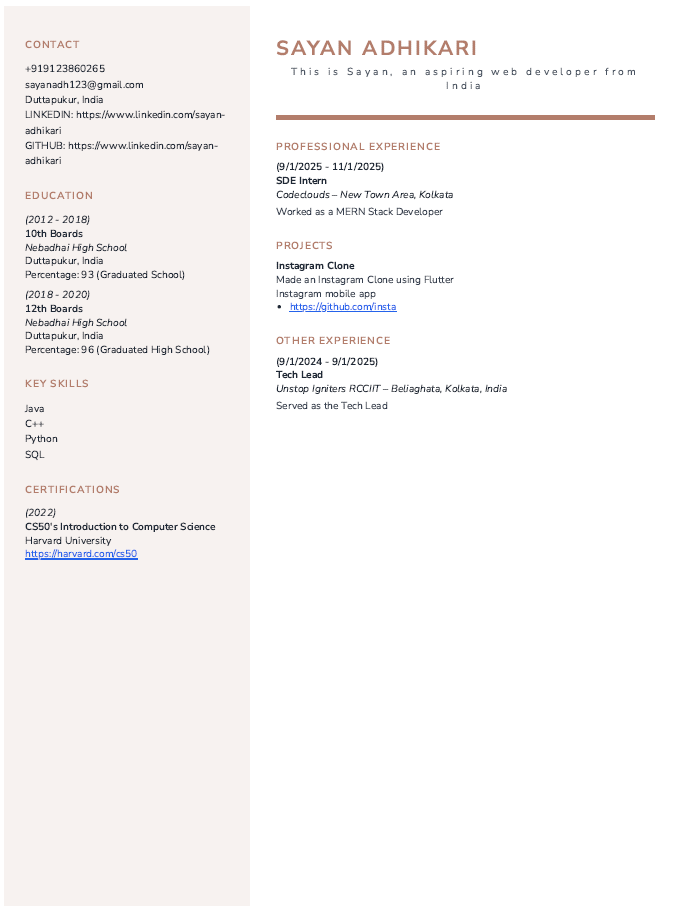 CONTACT
+919123860265
sayanadh123@gmail.com
Duttapukur, India
LINKEDIN: https://www.linkedin.com/sayan-
adhikari
GITHUB: https://www.linkedin.com/sayan-
adhikari
EDUCATION
(2012 - 2018)
10th Boards
Nebadhai High School
Duttapukur, India
Percentage: 93 (Graduated School)
(2018 - 2020)
12th Boards
Nebadhai High School
Duttapukur, India
Percentage: 96 (Graduated High School)
KEY SKILLS
Java
C++
Python
SQL
CERTIFICATIONS
(2022)
CS50's Introduction to Computer Science
Harvard University
https://harvard.com/cs50
SAYAN ADHIKARI
This is Sayan, an aspiring web developer from
India
PROFESSIONAL EXPERIENCE
(9/1/2025 - 11/1/2025)
SDE Intern
Codeclouds – New Town Area, Kolkata
Worked as a MERN Stack Developer
PROJECTS
Instagram Clone
Made an Instagram Clone using Flutter
Instagram mobile app
• https://github.com/insta
OTHER EXPERIENCE
(9/1/2024 - 9/1/2025)
Tech Lead
Unstop Igniters RCCIIT – Beliaghata, Kolkata, India
Served as the Tech Lead